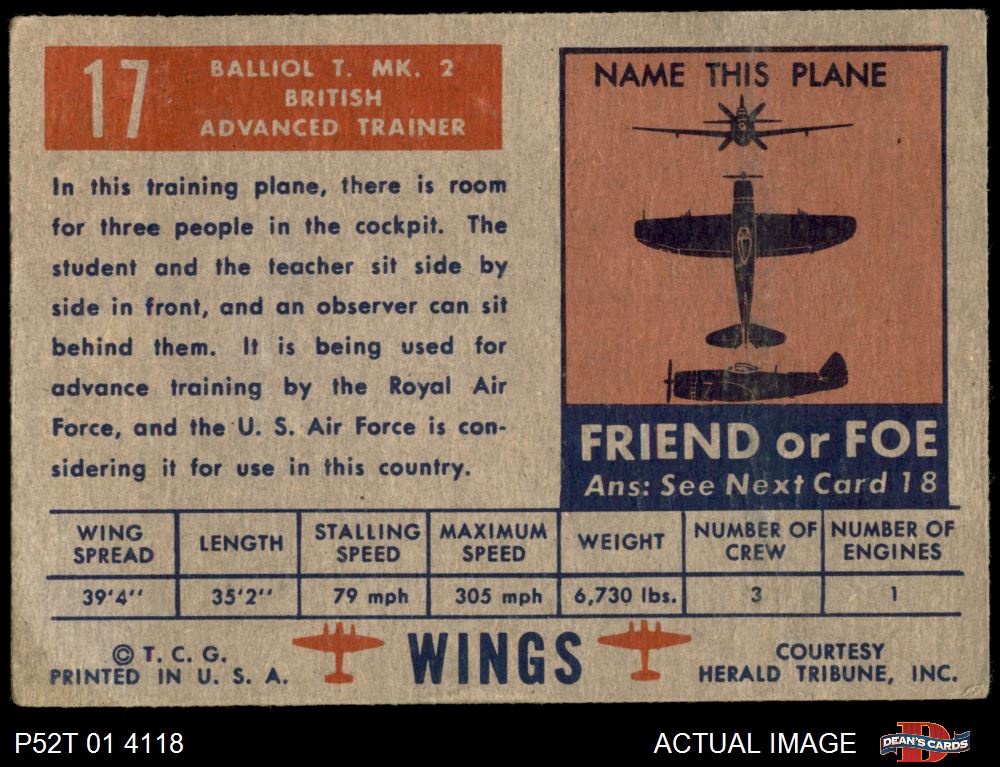 17
BALLIOL T. MK. 2
BRITISH
ADVANCED TRAINER
In this training plane, there is room
for three people in the cockpit. The
student and the teacher sit side by
side in front, and an observer can sit
behind them. It is being used for
advance training by the Royal Air
Force, and the U. S. Air Force is con-
sidering it for use in this country.
NAME THIS PLANE
FRIEND or FOE
Ans: See Next Card 18
WING SPREAD LENGTH STALLING SPEED MAXIMUM SPEED WEIGHT NUMBER OF CREW NUMBER OF ENGINES
39'4'' 35'2'' 79 mph 305 mph 6,730 lbs. 3 1
© T. C. G.
PRINTED IN U. S. A.
WINGS
COURTESY
HERALD TRIBUNE, INC.
P52T 01 4118
ACTUAL IMAGE
DEAN'S CARDS